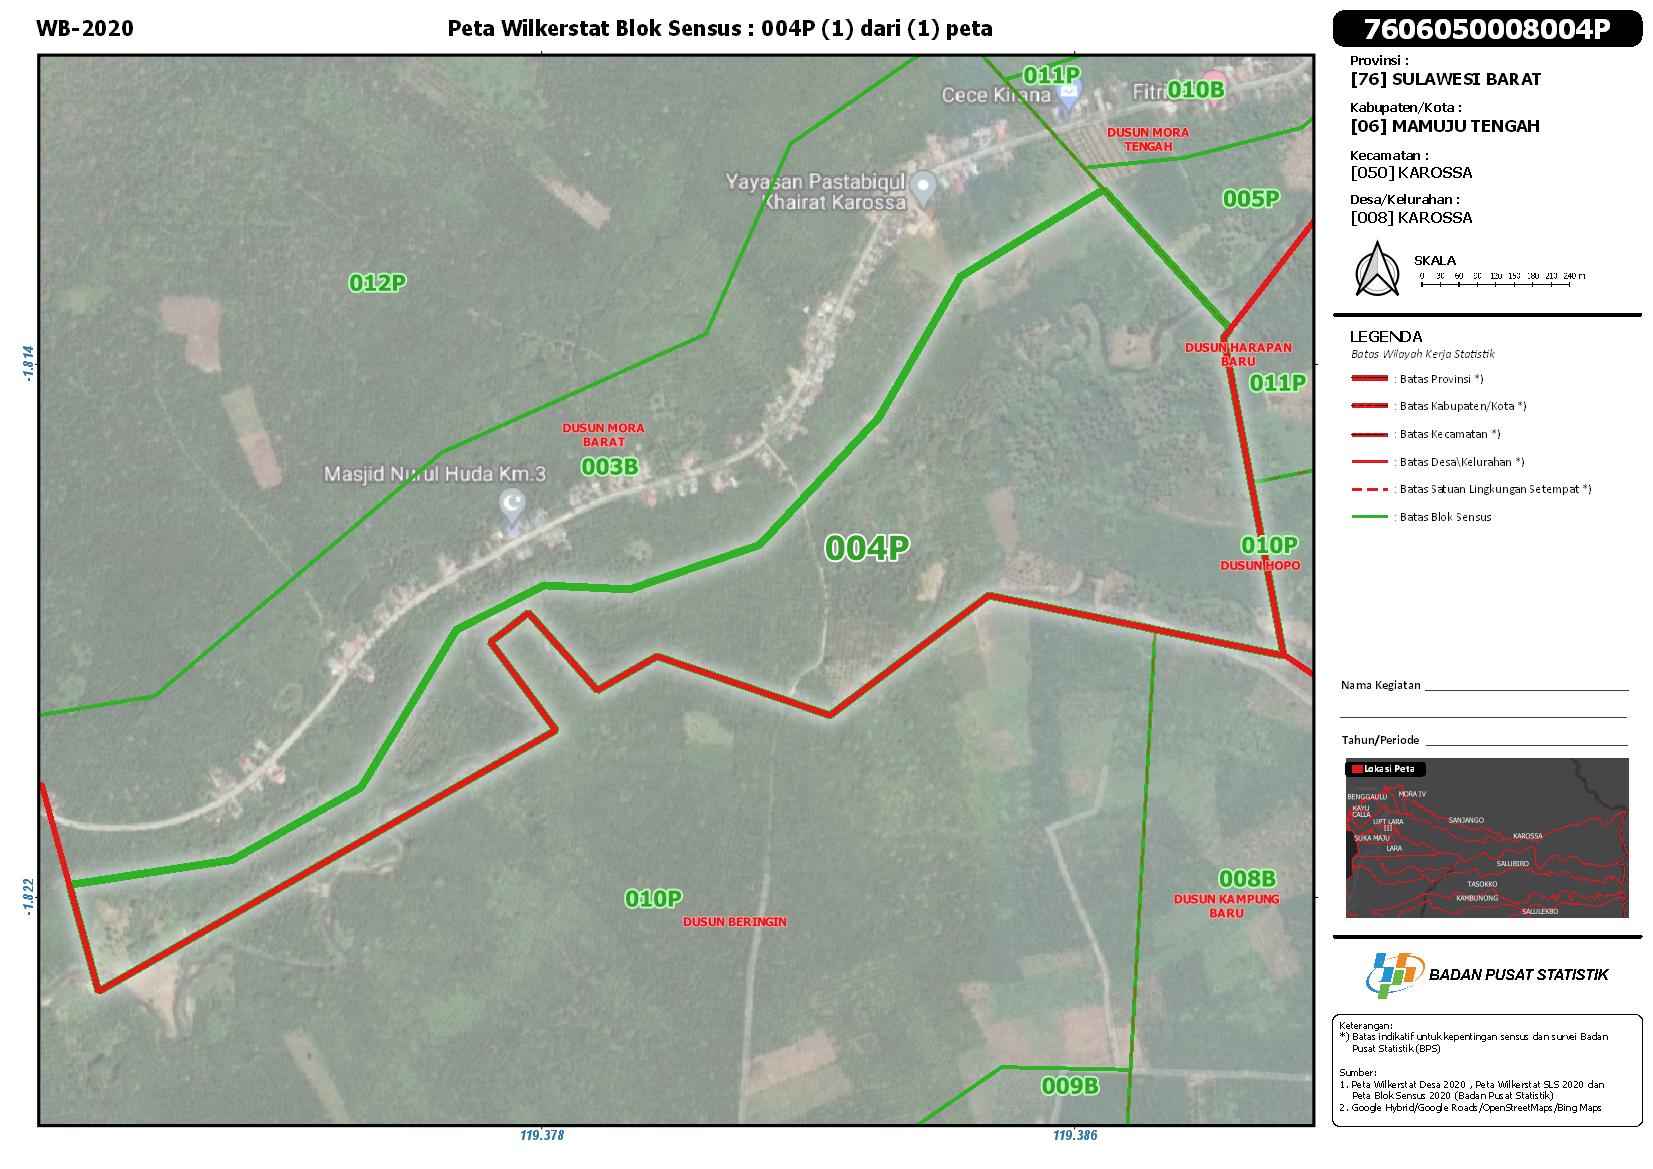 WB-2020
Peta Wilkerstat Blok Sensus : 004P (1) dari (1) peta
7606050008004P
Provinsi :
[76] SULAWESI BARAT
Kabupaten/Kota :
[06] MAMUJU TENGAH
Kecamatan :
[050] KAROSSA
Desa/Kelurahan :
[008] KAROSSA
SKALA
0 30 60 90 120 150 180 210 240 m
LEGENDA
Batas Wilayah Kerja Statistik
: Batas Provinsi *)
: Batas Kabupaten/Kota *)
: Batas Kecamatan *)
: Batas Desa\Kelurahan *)
: Batas Satuan Lingkungan Setempat *)
: Batas Blok Sensus
Nama Kegiatan
Tahun/Periode
Lokasi Peta
BENGGAULU
MORA IV
KAYU
CALLA
UPT LARA
III
SANJANGO
SUKA MAJU
KAROSSA
LARA
SALUBIRO
TASOKKO
KAMBUNONG
SALULEKBO
BADAN PUSAT STATISTIK
Keterangan:
*) Batas indikatif untuk kepentingan sensus dan survei Badan
Pusat Statistik (BPS)
Sumber:
1. Peta Wilkerstat Desa 2020 , Peta Wilkerstat SLS 2020 dan
Peta Blok Sensus 2020 (Badan Pusat Statistik)
2. Google Hybrid/Google Roads/OpenStreetMaps/Bing Maps
011P
Cece Kirana
010B
DUSUN MORA
TENGAH
Yayasan Pastabiqul
Khairat Karossa
005P
012P
-1.814
DUSUN HARAPAN
BARU
011P
DUSUN MORA
BARAT
003B
Masjid Nurul Huda Km.3
004P
010P
DUSUN HOPO
-1.822
010P
DUSUN BERINGIN
008B
DUSUN KAMPUNG
BARU
009B
119.378
119.386